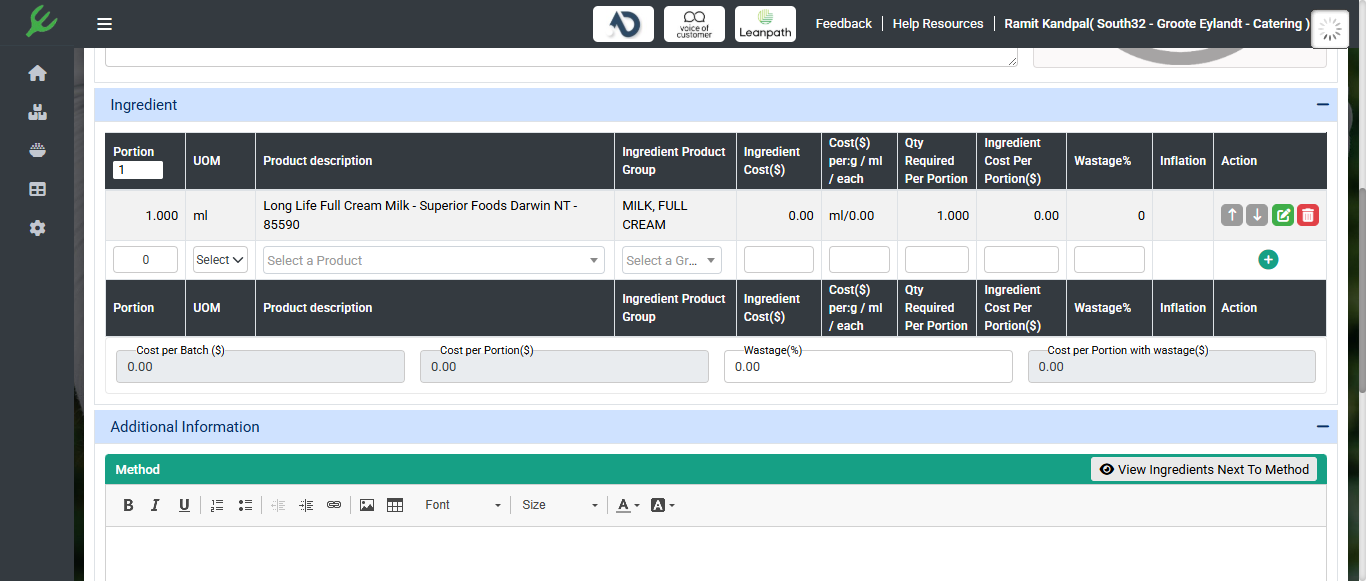 voice of
customer
Leanpath
Feedback
Help Resources
Ramit Kandpal( South32 - Groote Eylandt - Catering )
Ingredient
Portion
1
UOM
Product description
Ingredient Product
Group
Ingredient
Cost($)
Cost($)
per:g / ml
/ each
Qty
Required
Per Portion
Ingredient
Cost Per
Portion($)
Wastage%
Inflation
Action
1.000
ml
Long Life Full Cream Milk - Superior Foods Darwin NT -
85590
MILK, FULL
CREAM
0.00
ml/0.00
1.000
0.00
0
0
Select
Select a Product
Select a Gr...
Portion
UOM
Product description
Ingredient Product
Group
Ingredient
Cost($)
Cost($)
per:g / ml
/ each
Qty
Required
Per Portion
Ingredient
Cost Per
Portion($)
Wastage%
Inflation
Action
Cost per Batch ($)
0.00
Cost per Portion($)
0.00
Wastage(%)
0.00
Cost per Portion with wastage($)
0.00
Additional Information
Method
View Ingredients Next To Method
B I U
Font
Size
A
A